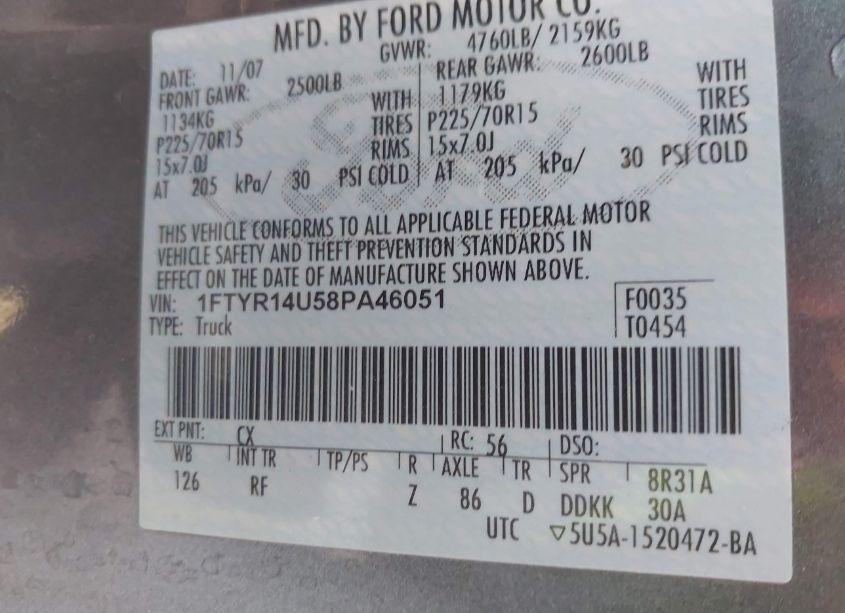 MFD. BY FORD MOTOR CO.
DATE: 11/07 GVWR: 4760LB/ 2159KG
FRONT GAWR: 2500LB REAR GAWR: 2600LB
1134KG WITH 1179KG WITH
P225/70R15 TIRES P225/70R15 TIRES
15x7.0J RIMS 15x7.0J RIMS
AT 205 kPa/ 30 PSI COLD AT 205 kPa/ 30 PSI COLD
THIS VEHICLE CONFORMS TO ALL APPLICABLE FEDERAL MOTOR
VEHICLE SAFETY AND THEFT PREVENTION STANDARDS IN
EFFECT ON THE DATE OF MANUFACTURE SHOWN ABOVE.
VIN: 1FTYR14U58PA46051 F0035
TYPE: Truck T0454
EXT PNT: CX RC: 56 DSO:
WB INT TR TP/PS R AXLE TR SPR 8R31A
126 RF Z 86 D DDKK 30A
UTC ▽5U5A-1520472-BA